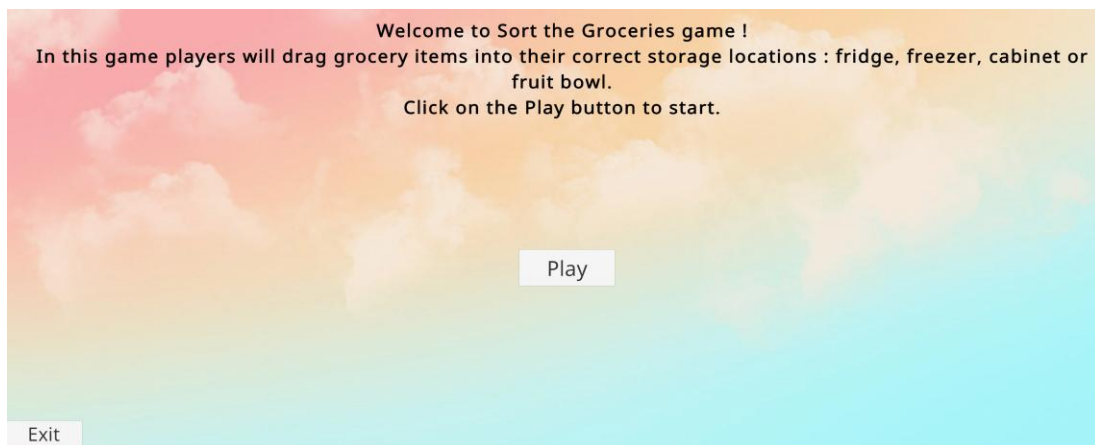 Welcome to Sort the Groceries game !
In this game players will drag grocery items into their correct storage locations : fridge, freezer, cabinet or
fruit bowl.
Click on the Play button to start.
Play
Exit